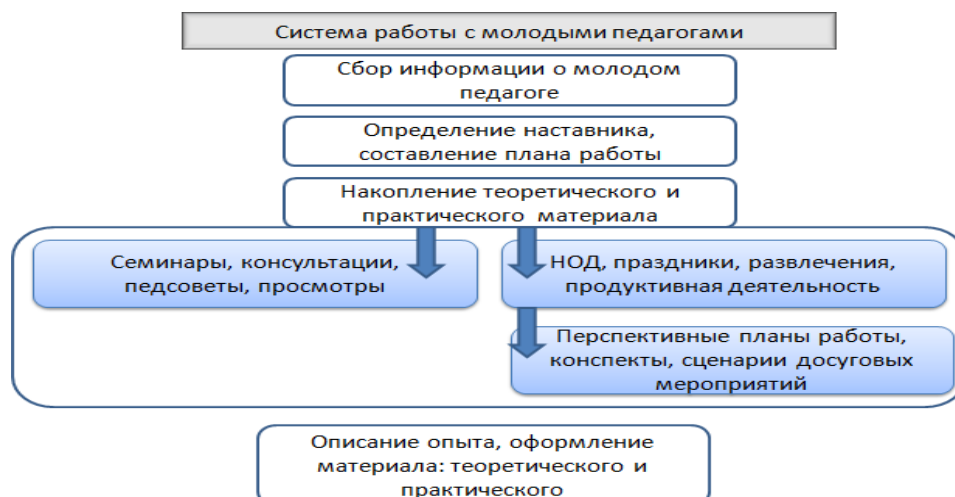 Система работы с молодыми педагогами
Сбор информации о молодом
педагоге
Определение наставника,
составление плана работы
Накопление теоретического и
практического материала
Семинары, консультации,
педсоветы, просмотры
НОД, праздники, развлечения,
продуктивная деятельность
Перспективные планы работы,
конспекты, сценарии досуговых
мероприятий
Описание опыта, оформление
материала: теоретического и
практического